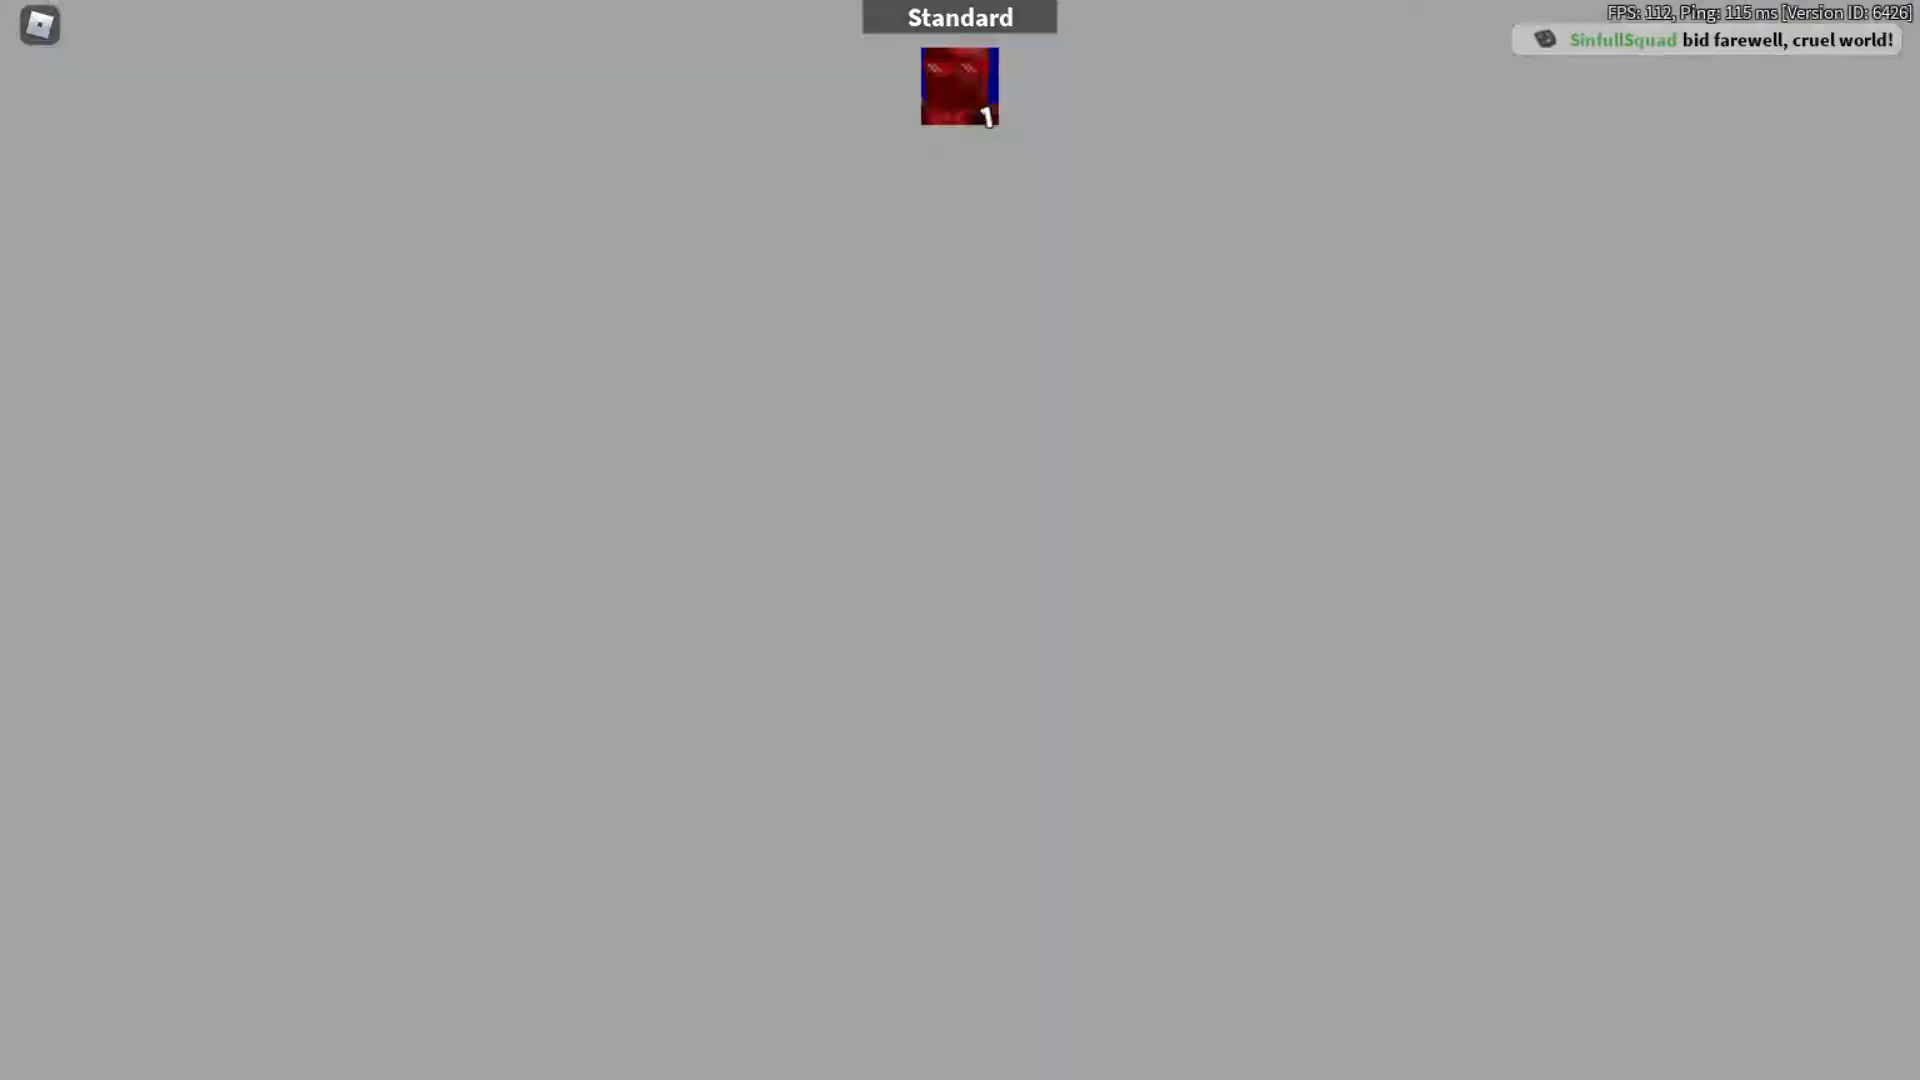 Standard
FPS: 112, Ping: 115 ms [Version ID: 6426]
SinfullSquad bid farewell, cruel world!
1